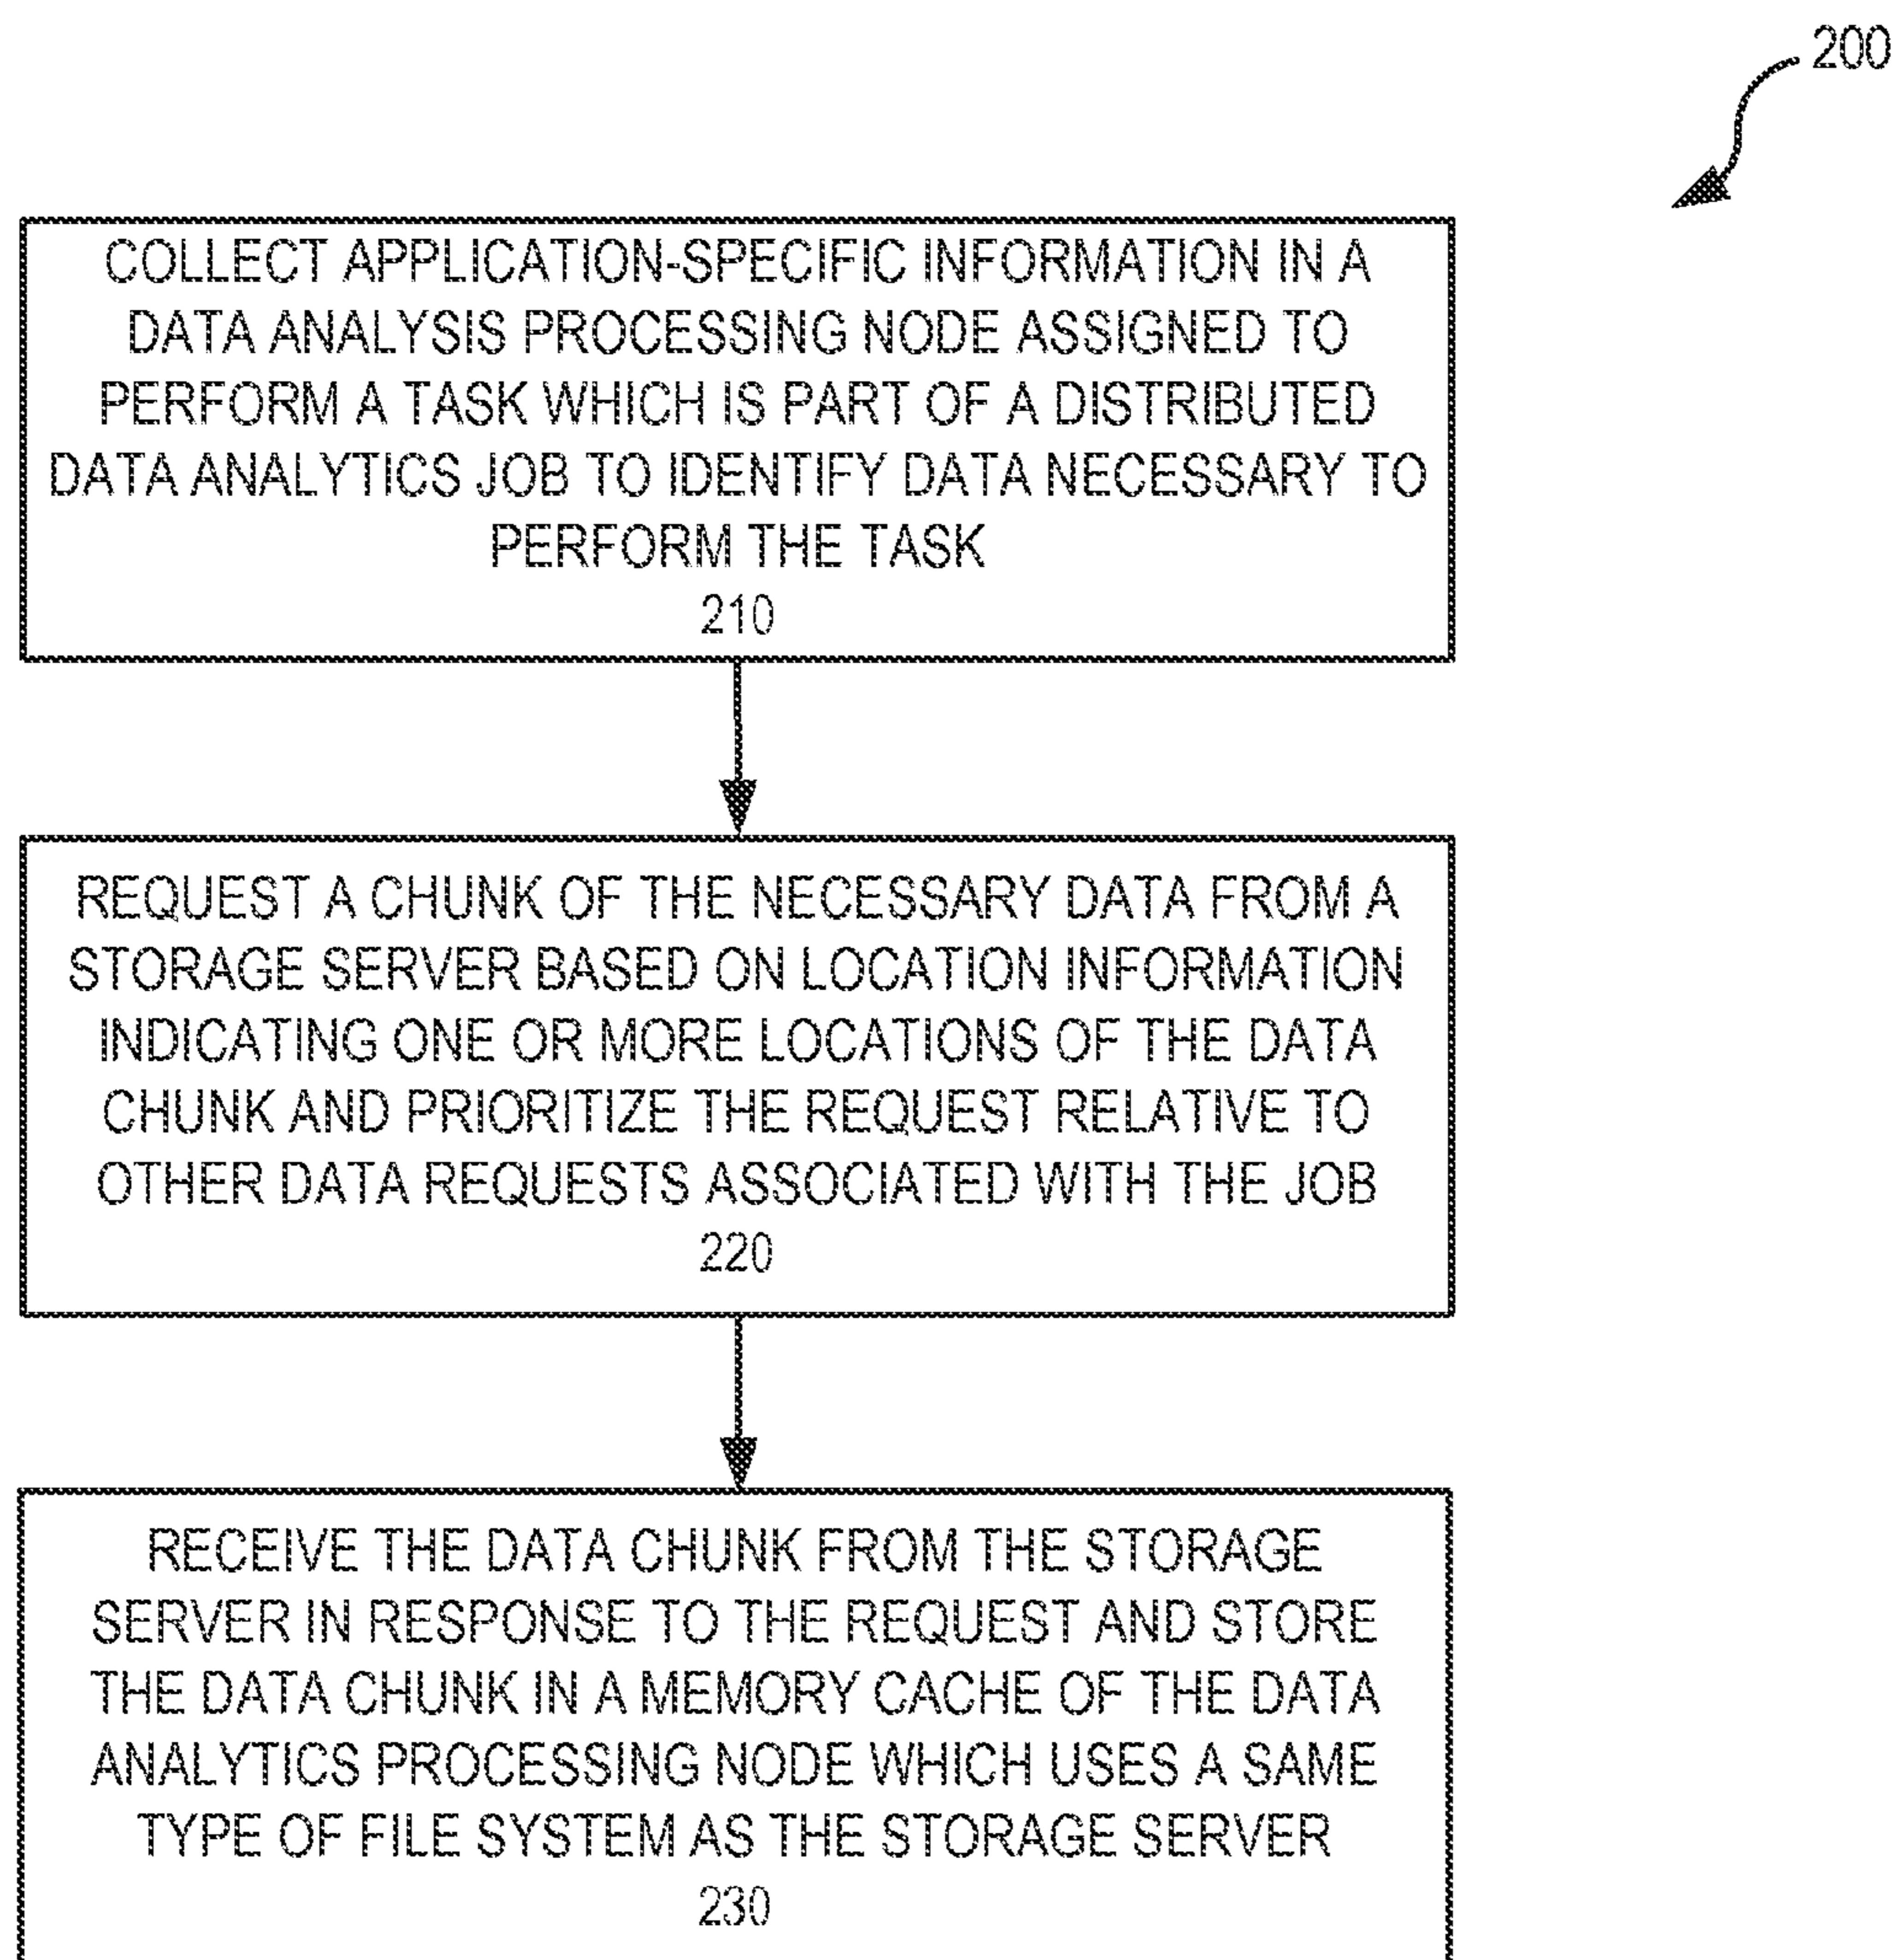 200
COLLECT APPLICATION-SPECIFIC INFORMATION IN A
DATA ANALYSIS PROCESSING NODE ASSIGNED TO
PERFORM A TASK WHICH IS PART OF A DISTRIBUTED
DATA ANALYTICS JOB TO IDENTIFY DATA NECESSARY TO
PERFORM THE TASK
210
REQUEST A CHUNK OF THE NECESSARY DATA FROM A
STORAGE SERVER BASED ON LOCATION INFORMATION
INDICATING ONE OR MORE LOCATIONS OF THE DATA
CHUNK AND PRIORITIZE THE REQUEST RELATIVE TO
OTHER DATA REQUESTS ASSOCIATED WITH THE JOB
220
RECEIVE THE DATA CHUNK FROM THE STORAGE
SERVER IN RESPONSE TO THE REQUEST AND STORE
THE DATA CHUNK IN A MEMORY CACHE OF THE DATA
ANALYTICS PROCESSING NODE WHICH USES A SAME
TYPE OF FILE SYSTEM AS THE STORAGE SERVER
230